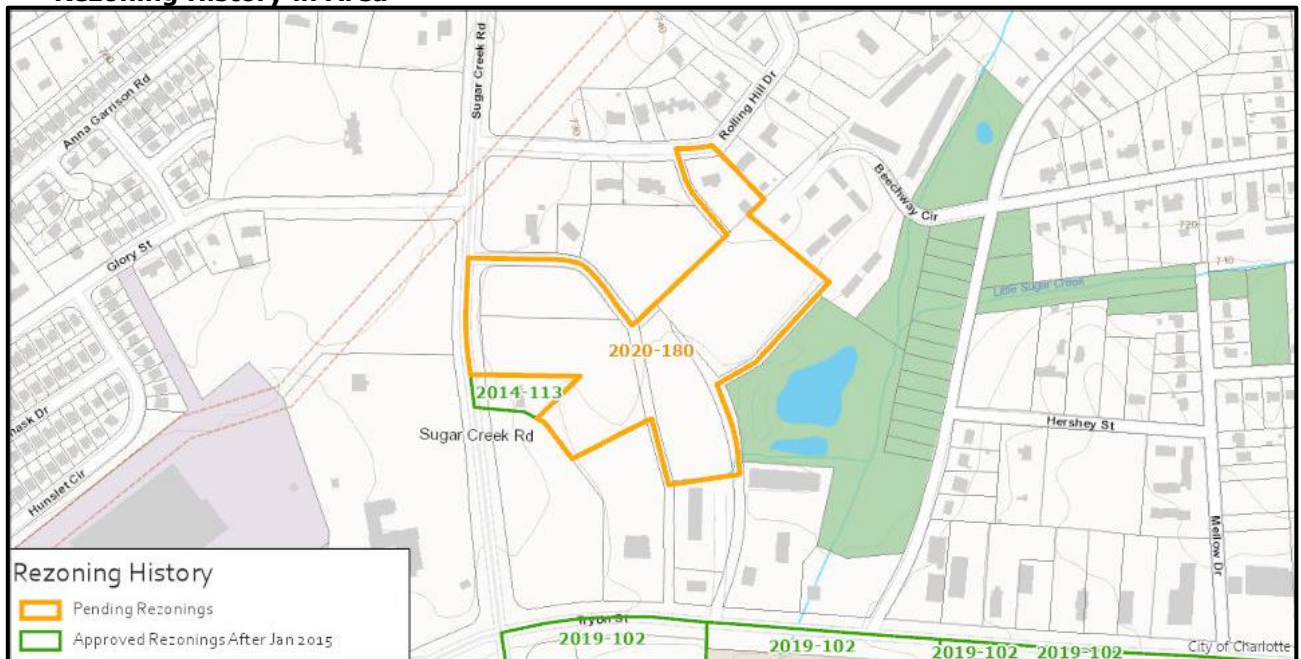 Rezoning History in Area
Anna Garrison Rd
Sugar Creek Rd
740
730
Rolling Hill Dr
Beechway Cir
720
740
Glory St
Little Sugar Creek
2020-180
2014-113
Sugar Creek Rd
Hershey St
Hunslet Cir
Mellow Dr
Rezoning History
Pending Rezonings
Approved Rezonings After Jan 2015
Tryon St
2019-102
2019-102
2019-102
2019-102
City of Charlotte